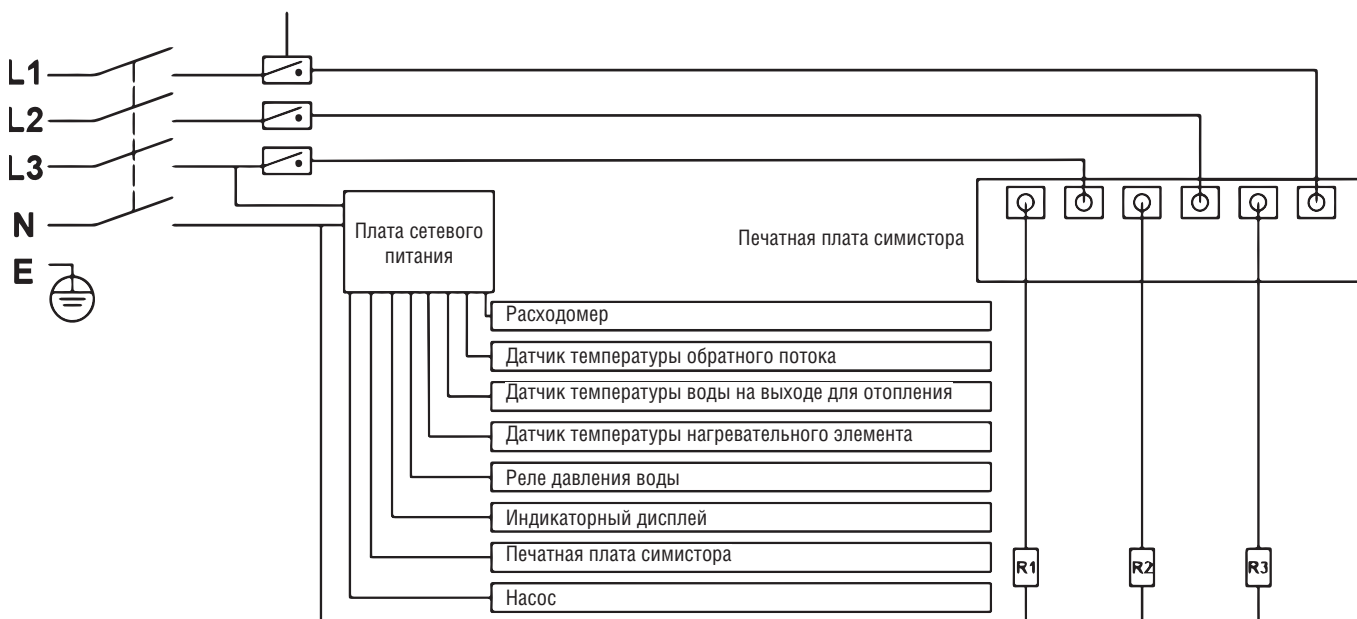 L1
L2
L3
N
E
Плата сетевого
питания
Печатная плата симистора
Расходомер
Датчик температуры обратного потока
Датчик температуры воды на выходе для отопления
Датчик температуры нагревательного элемента
Реле давления воды
Индикаторный дисплей
Печатная плата симистора
Насос
R1
R2
R3